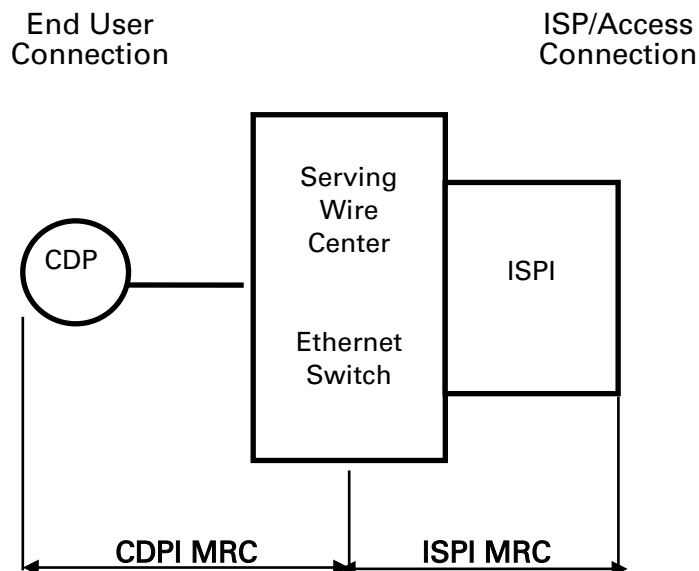 End User
Connection
ISP/Access
Connection
Serving
Wire
Center
CDP
ISPI
Ethernet
Switch
CDPI MRC
ISPI MRC